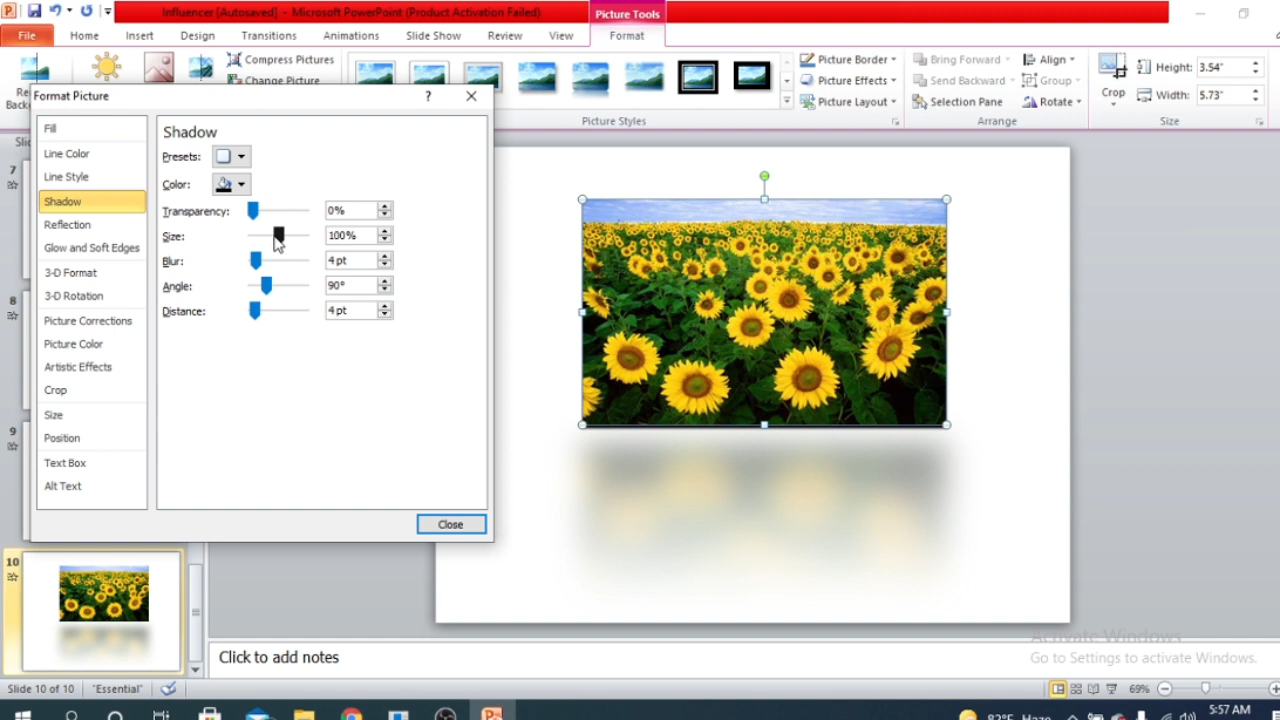 Influencer [Autosaved] - Microsoft PowerPoint (Product Activation Failed)
Picture Tools
File Home Insert Design Transitions Animations Slide Show Review View Format
Compress Pictures
Change Picture
Picture Border
Picture Effects
Picture Layout
Picture Styles
Bring Forward
Send Backward
Selection Pane
Align
Group
Rotate
Arrange
Crop
Height: 3.54"
Width: 5.73"
Size
Format Picture
?
Fill
Line Color
Line Style
Shadow
Reflection
Glow and Soft Edges
3-D Format
3-D Rotation
Picture Corrections
Picture Color
Artistic Effects
Crop
Size
Position
Text Box
Alt Text
Shadow
Presets:
Color:
Transparency: 0%
Size: 100%
Blur: 4 pt
Angle: 90°
Distance: 4 pt
Close
7
8
9
10
Click to add notes
Activate Windows
Go to Settings to activate Windows.
Slide 10 of 10 "Essential"
69%
82°F Haze
5:57 AM